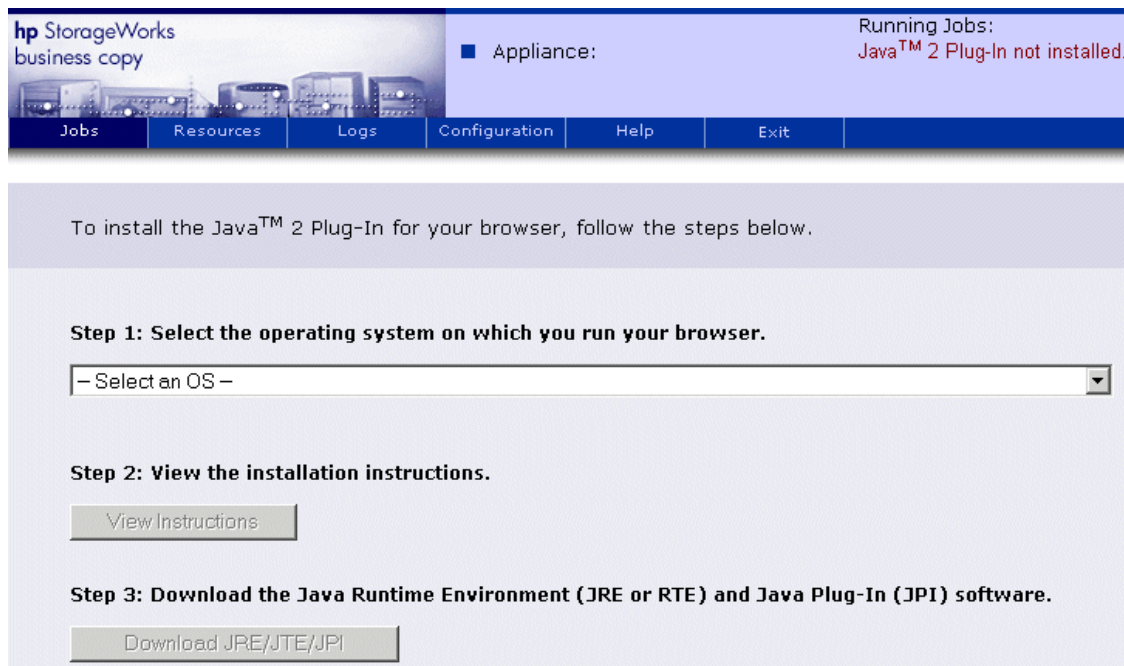 hp StorageWorks
business copy
Appliance:
Running Jobs:
Java™ 2 Plug-In not installed.
Jobs Resources Logs Configuration Help Exit
To install the Java™ 2 Plug-In for your browser, follow the steps below.
Step 1: Select the operating system on which you run your browser.
– Select an OS –
Step 2: View the installation instructions.
View Instructions
Step 3: Download the Java Runtime Environment (JRE or RTE) and Java Plug-In (JPI) software.
Download JRE/JTE/JPI